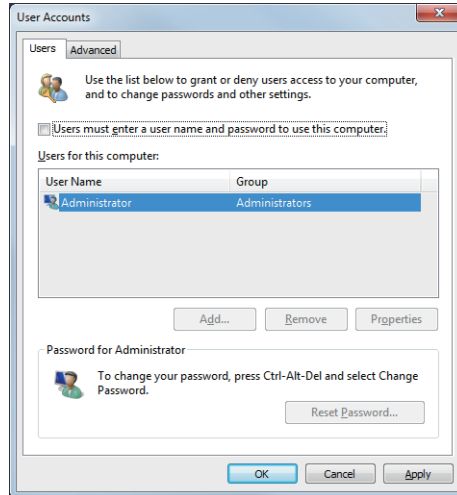 User Accounts
Users Advanced
Use the list below to grant or deny users access to your computer,
and to change passwords and other settings.
Users must enter a user name and password to use this computer.
Users for this computer:
User Name Group
Administrator Administrators
Add... Remove Properties
Password for Administrator
To change your password, press Ctrl-Alt-Del and select Change
Password.
Reset Password...
OK Cancel Apply